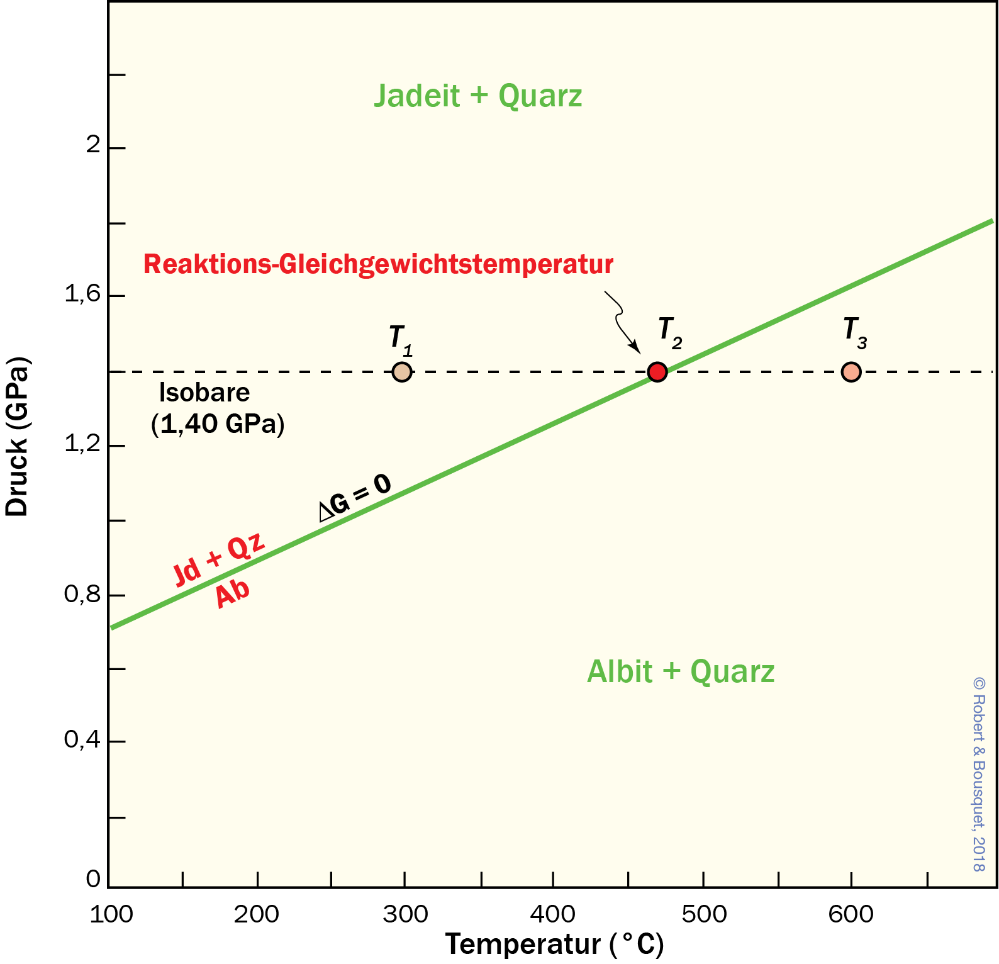 Jadeit + Quarz
2
Reaktions-Gleichgewichtstemperatur
1,6
T1
T2
T3
Isobare
(1,40 GPa)
1,2
Druck (GPa)
ΔG = 0
Jd + Qz
Ab
0,8
Albit + Quarz
0,4
© Robert & Bousquet, 2018
0
100 200 300 400 500 600
Temperatur (°C)